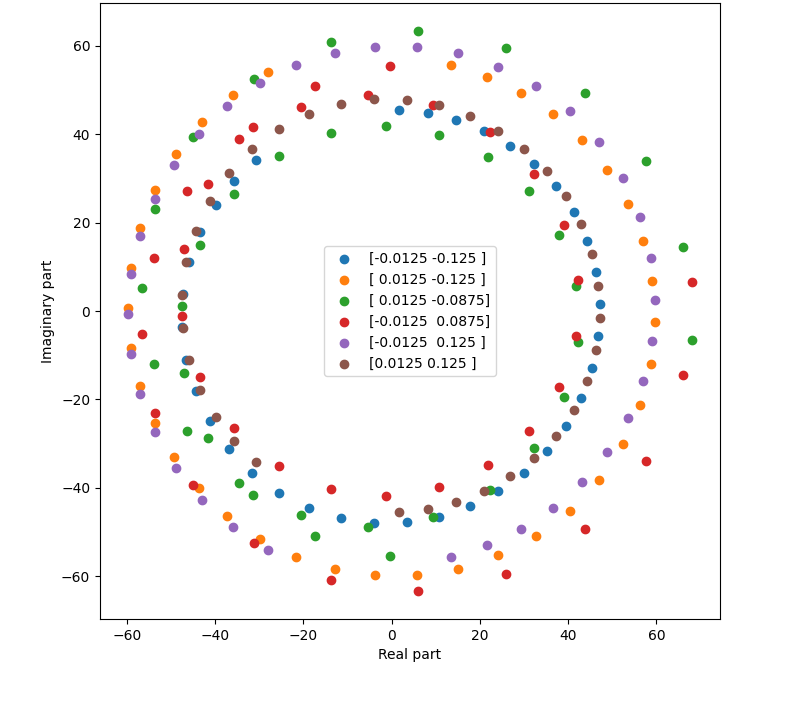 60
40
20
0
−20
−40
−60
Imaginary part
[-0.0125 -0.125 ]
[ 0.0125 -0.125 ]
[ 0.0125 -0.0875]
[-0.0125  0.0875]
[-0.0125  0.125 ]
[0.0125 0.125 ]
−60 −40 −20 0 20 40 60
Real part